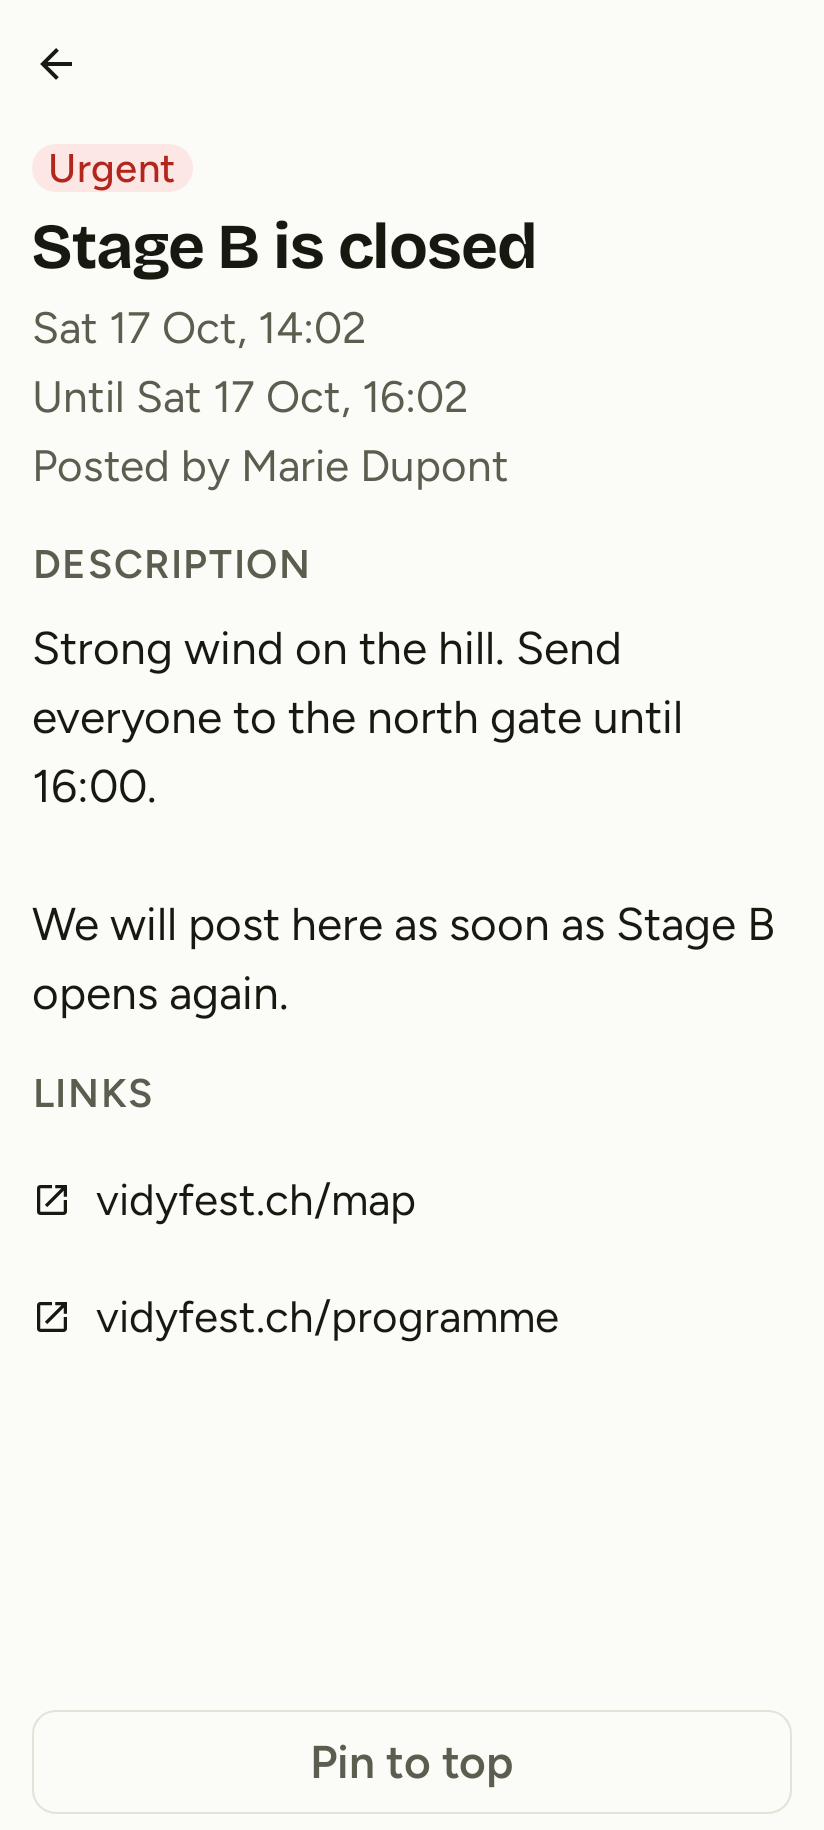 Urgent
Stage B is closed
Sat 17 Oct, 14:02
Until Sat 17 Oct, 16:02
Posted by Marie Dupont
DESCRIPTION
Strong wind on the hill. Send
everyone to the north gate until
16:00.
We will post here as soon as Stage B
opens again.
LINKS
vidyfest.ch/map
vidyfest.ch/programme
Pin to top